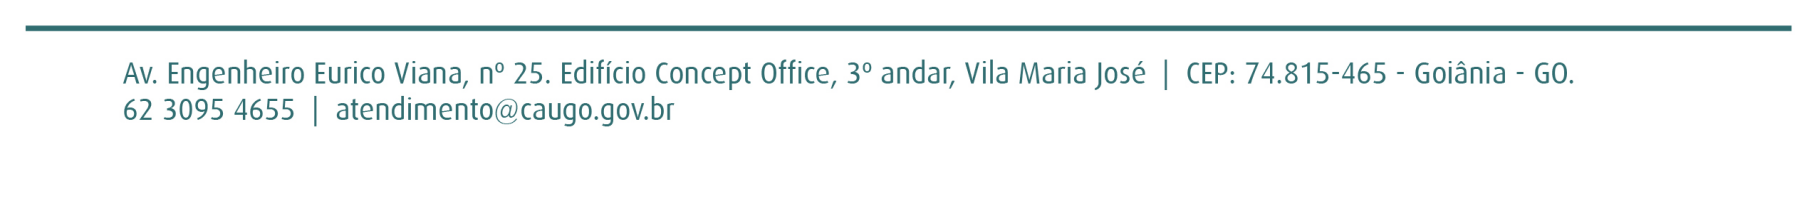 Av. Engenheiro Eurico Viana, nº 25. Edifício Concept Office, 3º andar, Vila Maria José | CEP: 74.815-465 - Goiânia - GO.
62 3095 4655 | atendimento@caugo.gov.br